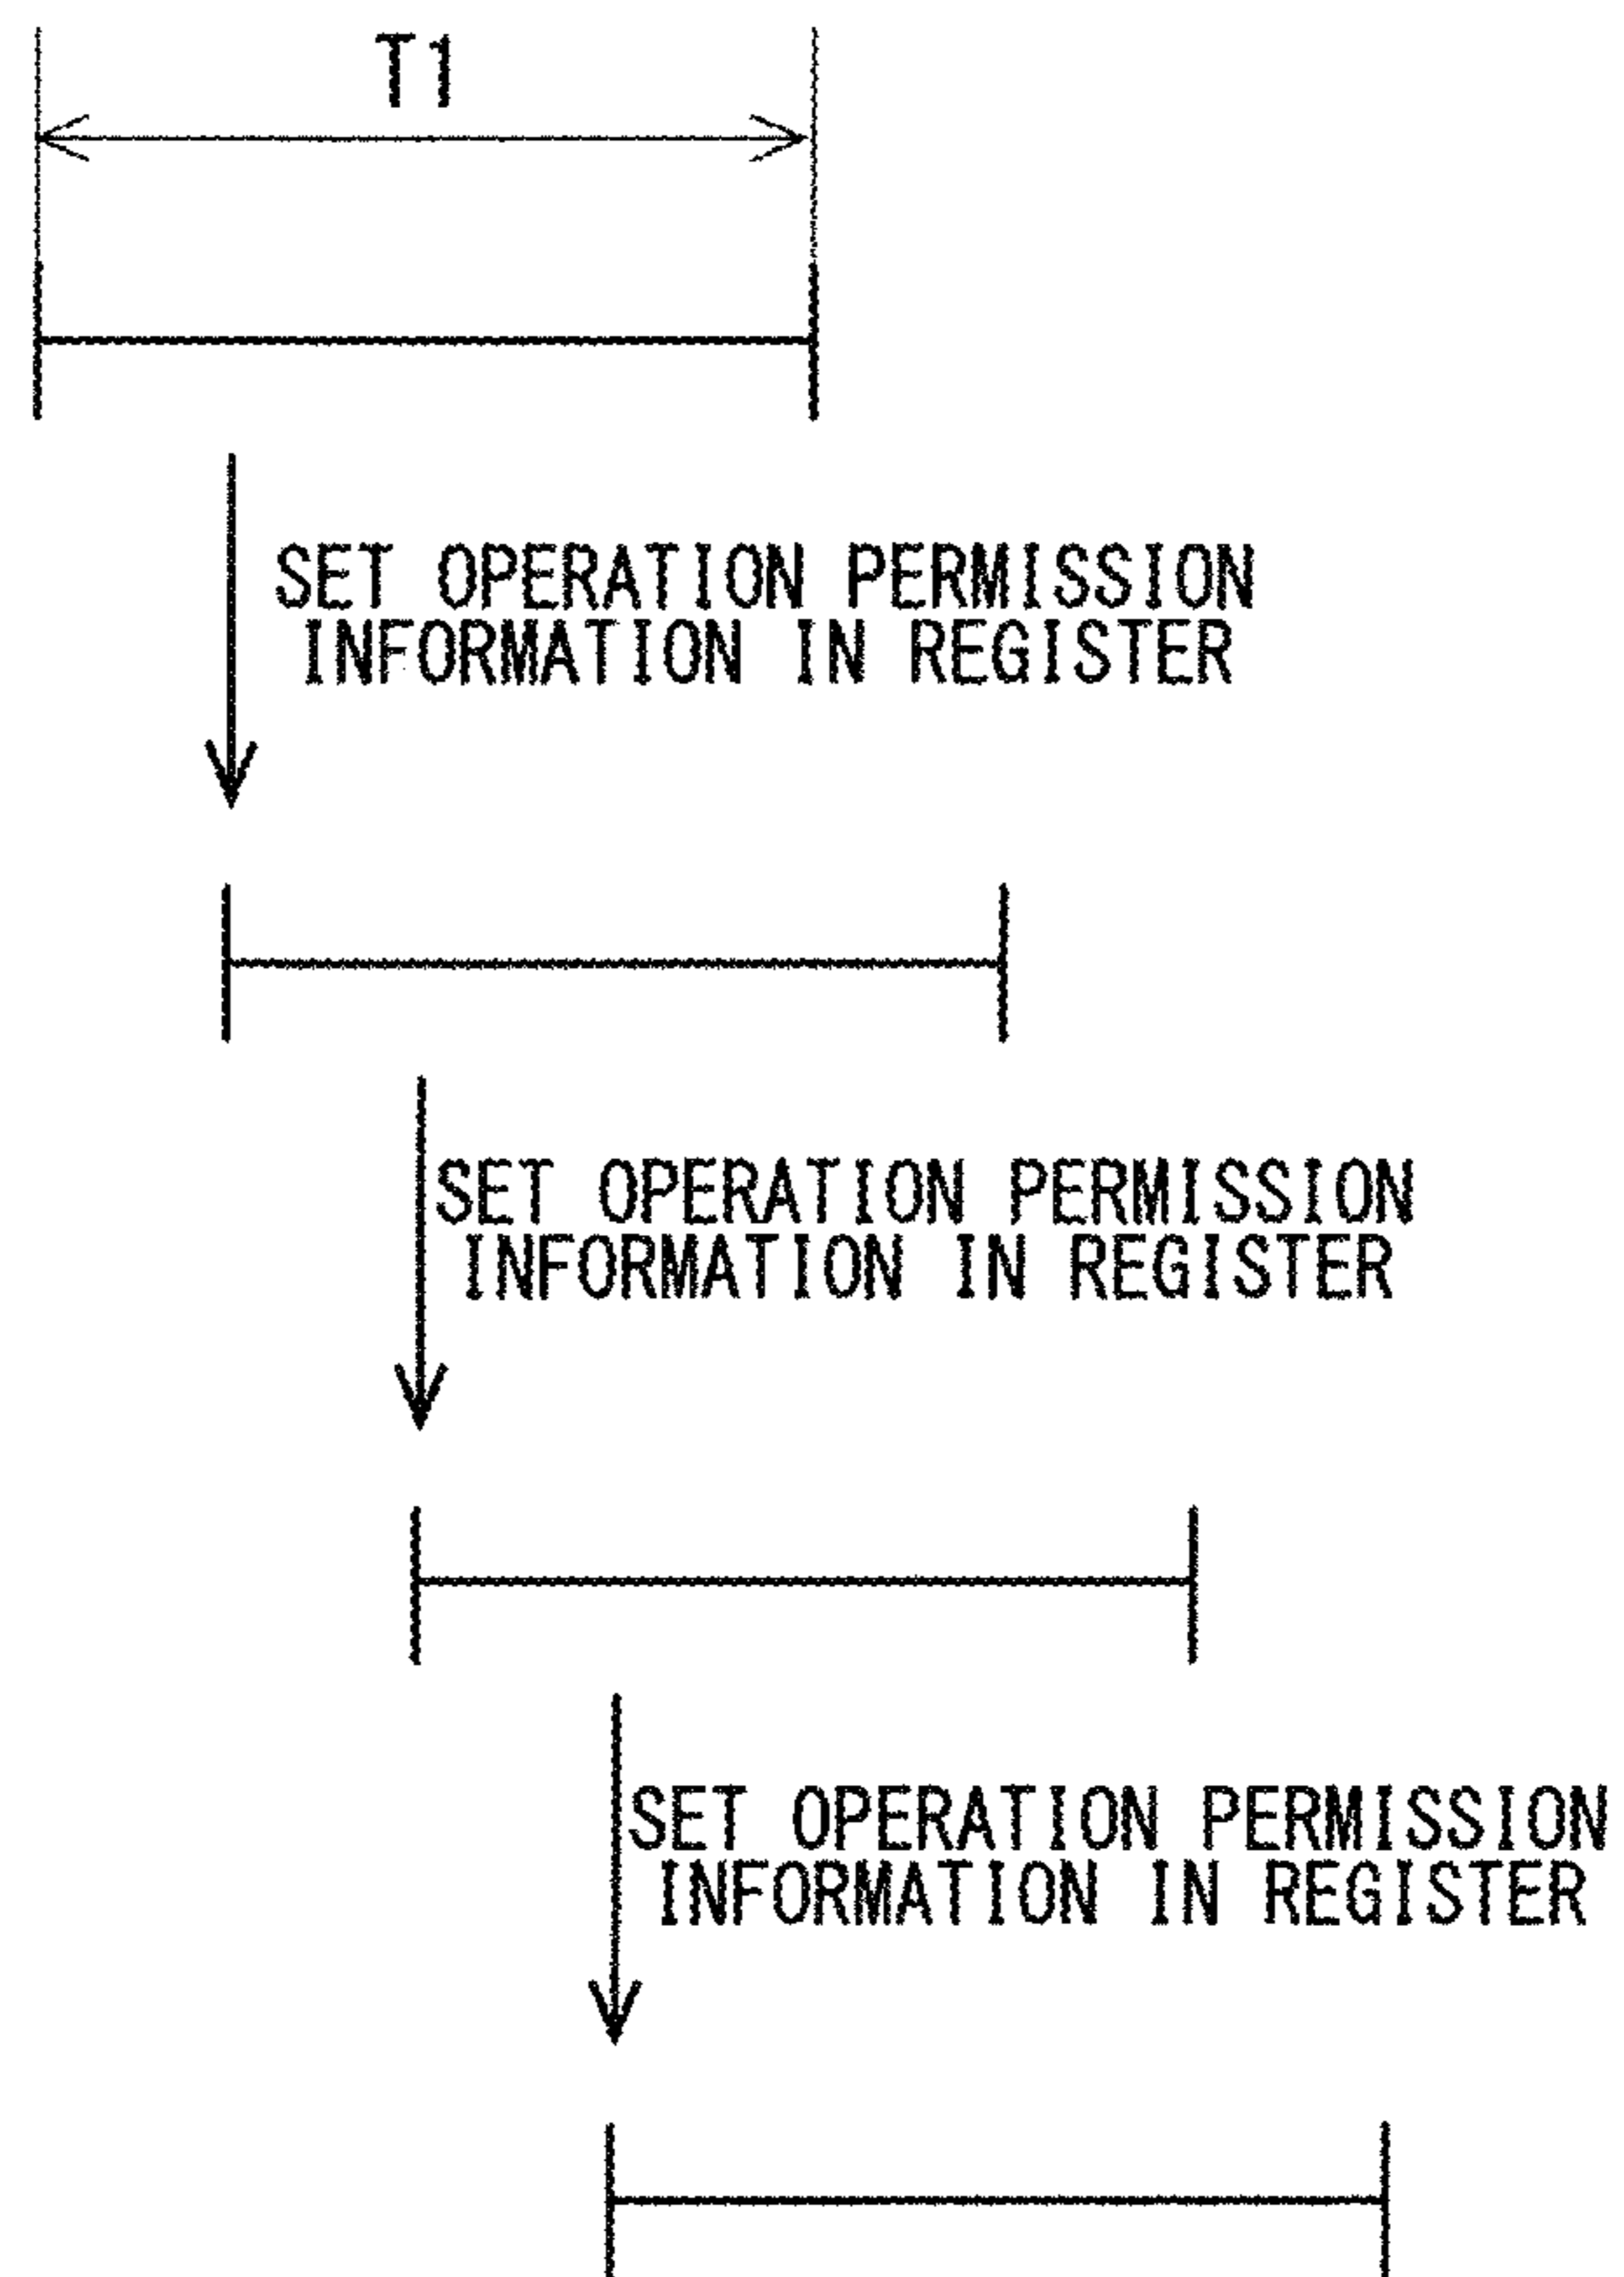 T1
SET OPERATION PERMISSION
INFORMATION IN REGISTER
SET OPERATION PERMISSION
INFORMATION IN REGISTER
SET OPERATION PERMISSION
INFORMATION IN REGISTER